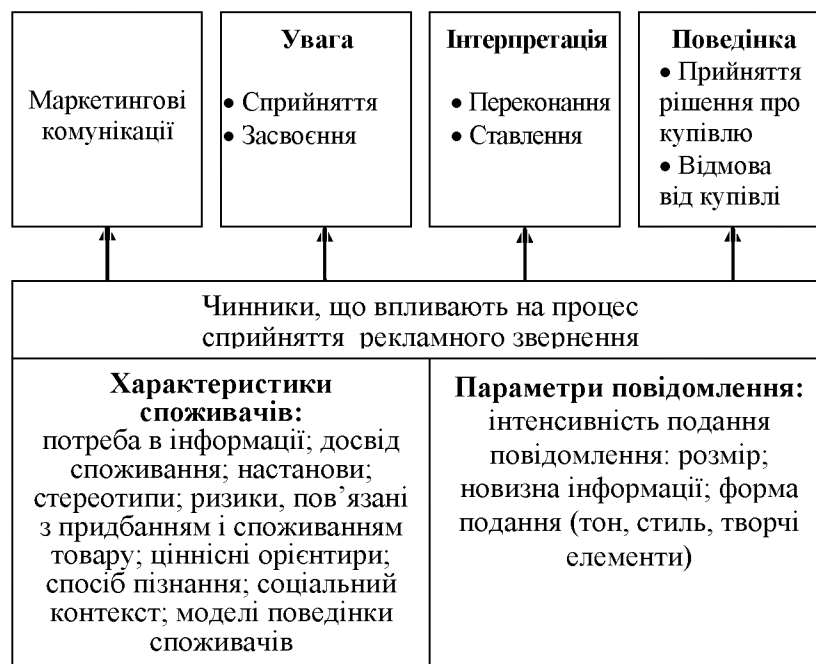 Маркетингові
комунікації
Увага
• Сприйняття
• Засвоєння
Інтерпретація
• Переконання
• Ставлення
Поведінка
• Прийняття
рішення про
купівлю
• Відмова
від купівлі
Чинники, що впливають на процес
сприйняття рекламного звернення
Характеристики
споживачів:
потреба в інформації; досвід
споживання; настанови;
стереотипи; ризики, пов’язані
з придбанням і споживанням
товару; ціннісні орієнтири;
спосіб пізнання; соціальний
контекст; моделі поведінки
споживачів
Параметри повідомлення:
інтенсивність подання
повідомлення: розмір;
новизна інформації; форма
подання (тон, стиль, творчі
елементи)